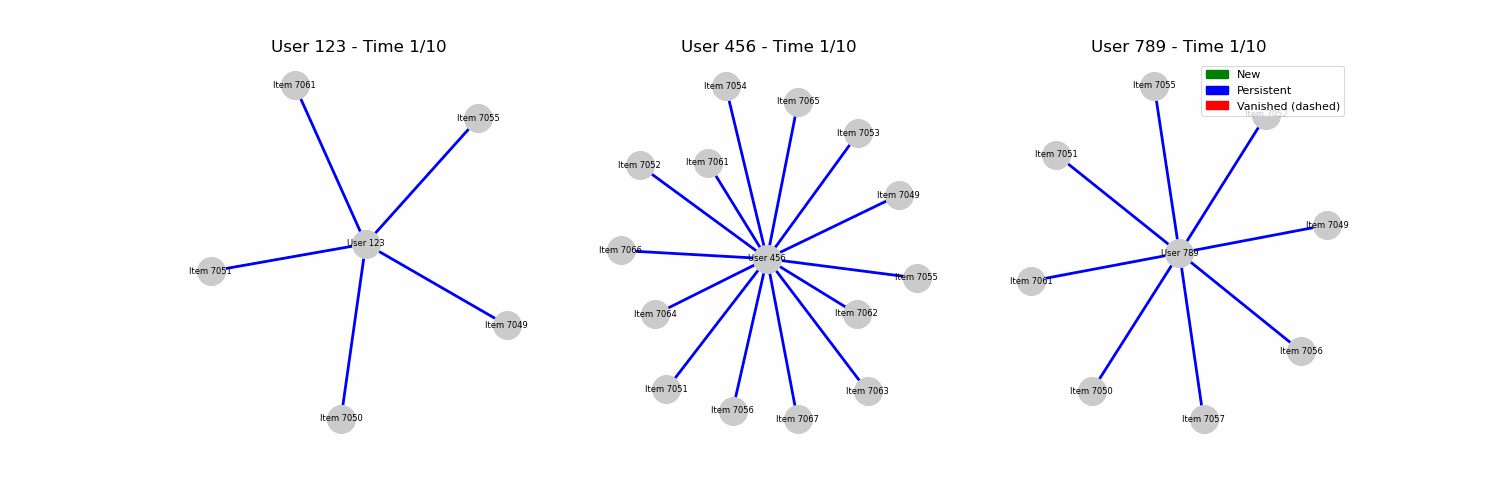 User 123 - Time 1/10
Item 7061
Item 7055
User 123
Item 7051
Item 7049
Item 7050
User 456 - Time 1/10
Item 7054
Item 7065
Item 7053
Item 7052
Item 7061
Item 7049
Item 7066
User 456
Item 7055
Item 7064
Item 7062
Item 7051
Item 7063
Item 7056
Item 7067
User 789 - Time 1/10
New
Persistent
Vanished (dashed)
Item 7055
Item 7051
Item 7049
User 789
Item 7061
Item 7056
Item 7050
Item 7057